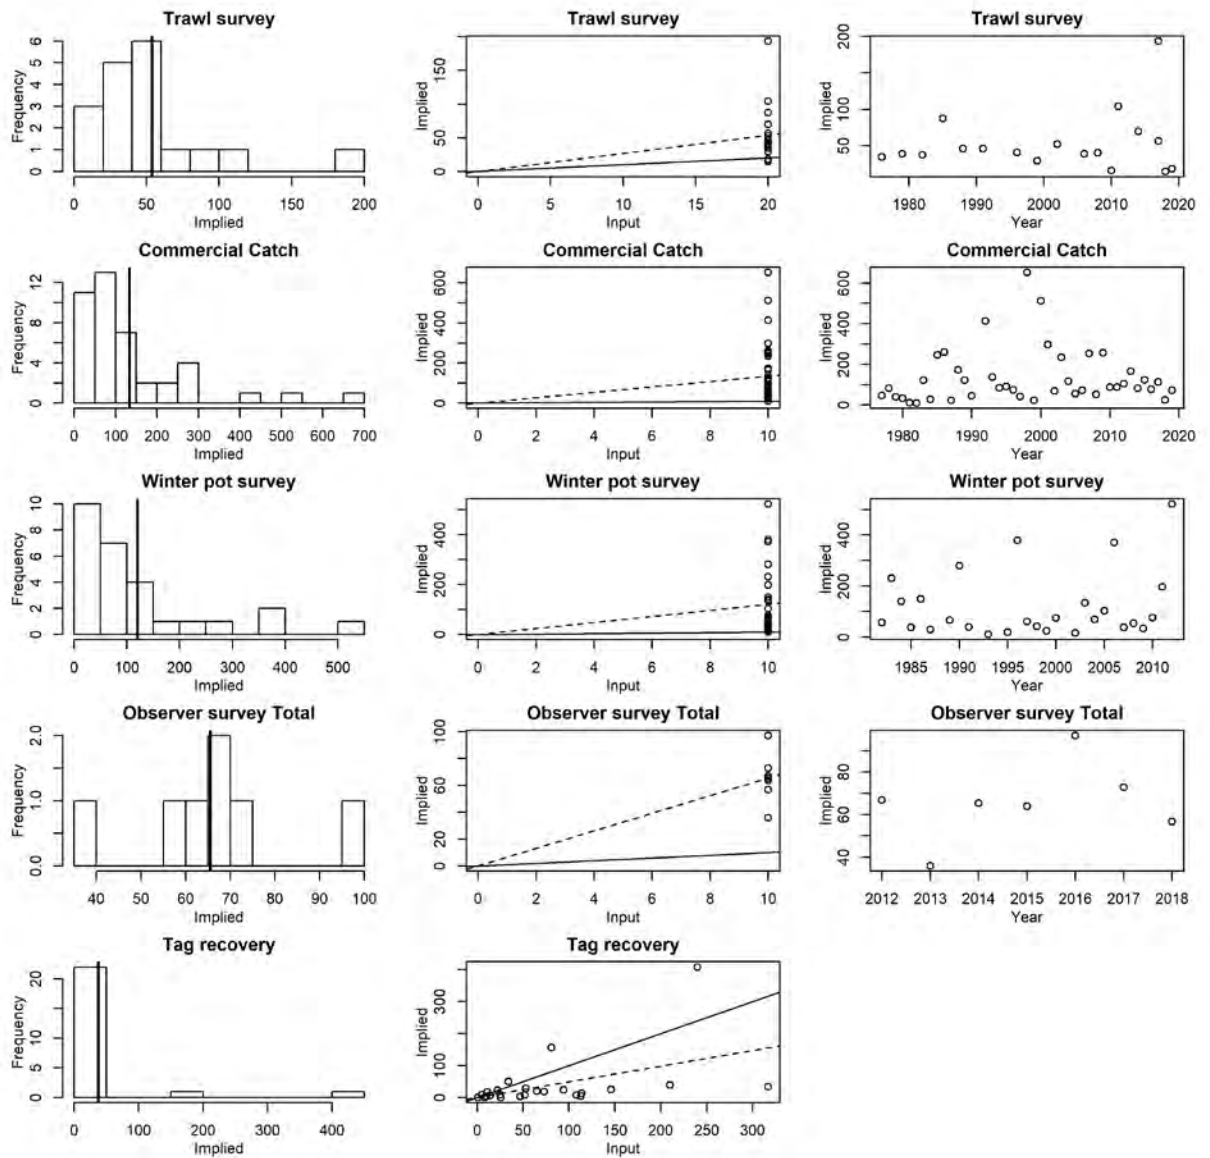 Trawl survey
Frequency
0 1 2 3 4 5 6
0 50 100 150 200
Implied
Trawl survey
Implied
0 50 150
0 5 10 15 20
Input
Trawl survey
Implied
50 100 200
1980 1990 2000 2010 2020
Year
Commercial Catch
Frequency
0 4 8 12
0 100 200 300 400 500 600 700
Implied
Commercial Catch
Implied
0 200 400 600
0 2 4 6 8 10
Input
Commercial Catch
Implied
0 200 400 600
1980 1990 2000 2010 2020
Year
Winter pot survey
Frequency
0 2 4 6 8 10
0 100 200 300 400 500
Implied
Winter pot survey
Implied
0 200 400
0 2 4 6 8 10
Input
Winter pot survey
Implied
0 200 400
1985 1990 1995 2000 2005 2010
Year
Observer survey Total
Frequency
0.0 1.0 2.0
40 50 60 70 80 90 100
Implied
Observer survey Total
Implied
0 20 60 100
0 2 4 6 8 10
Input
Observer survey Total
Implied
40 60 80
2012 2013 2014 2015 2016 2017 2018
Year
Tag recovery
Frequency
0 5 10 20
0 100 200 300 400
Implied
Tag recovery
Implied
0 100 300
0 50 100 150 200 250 300
Input